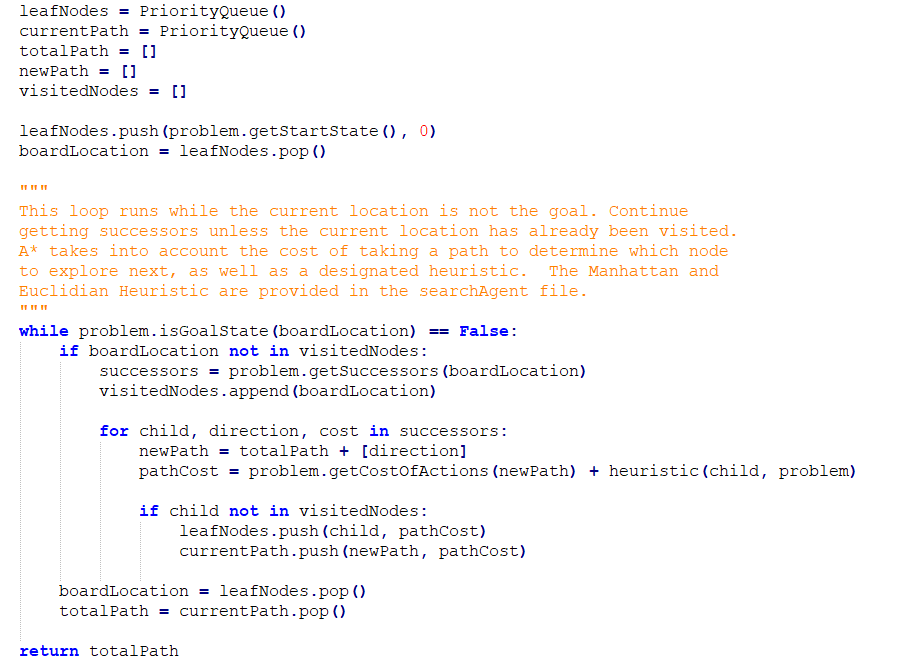 leafNodes = PriorityQueue()
currentPath = PriorityQueue()
totalPath = []
newPath = []
visitedNodes = []

leafNodes.push(problem.getStartState(), 0)
boardLocation = leafNodes.pop()

"""
This loop runs while the current location is not the goal. Continue
getting successors unless the current location has already been visited.
A* takes into account the cost of taking a path to determine which node
to explore next, as well as a designated heuristic.  The Manhattan and
Euclidian Heuristic are provided in the searchAgent file.
"""
while problem.isGoalState(boardLocation) == False:
    if boardLocation not in visitedNodes:
        successors = problem.getSuccessors(boardLocation)
        visitedNodes.append(boardLocation)

        for child, direction, cost in successors:
            newPath = totalPath + [direction]
            pathCost = problem.getCostOfActions(newPath) + heuristic(child, problem)

            if child not in visitedNodes:
                leafNodes.push(child, pathCost)
                currentPath.push(newPath, pathCost)

    boardLocation = leafNodes.pop()
    totalPath = currentPath.pop()

return totalPath